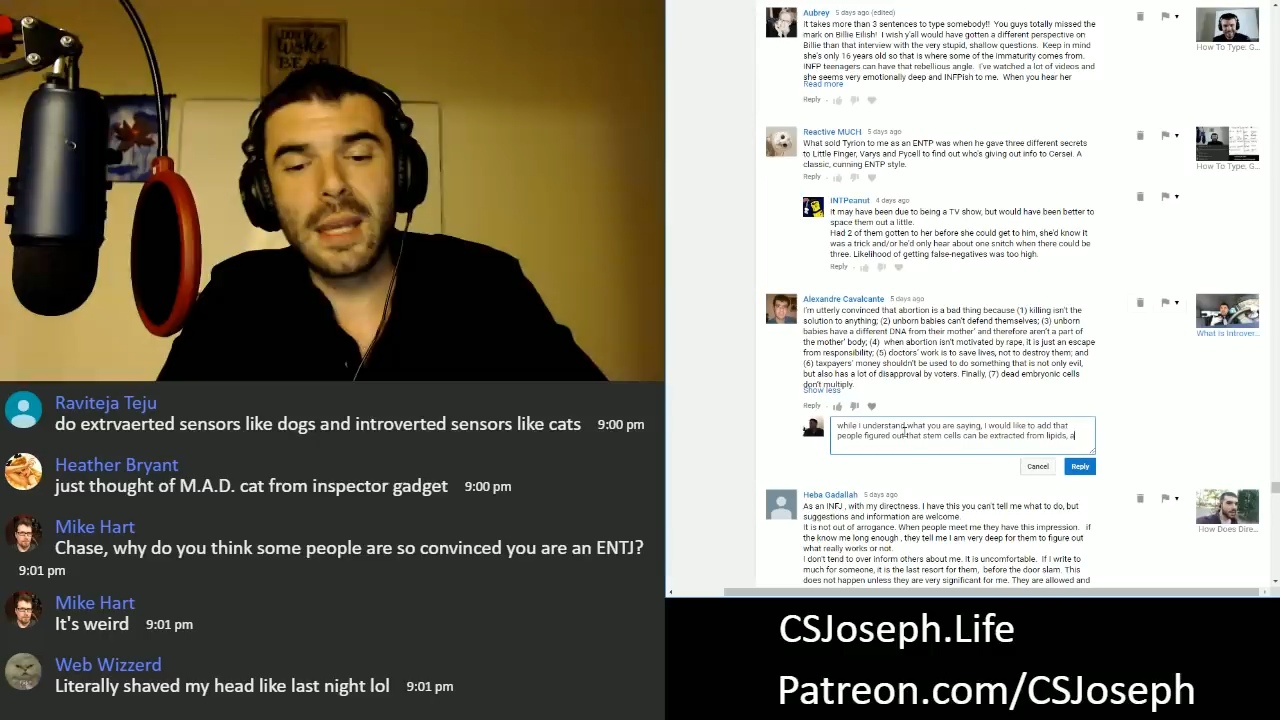 Raviteja Teju
do extrvaerted sensors like dogs and introverted sensors like cats 9:00 pm
Heather Bryant
just thought of M.A.D. cat from inspector gadget 9:00 pm
Mike Hart
Chase, why do you think some people are so convinced you are an ENTJ?
9:01 pm
Mike Hart
It's weird 9:01 pm
Web Wizzerd
Literally shaved my head like last night lol 9:01 pm
Aubrey 5 days ago (edited)
It takes more than 3 sentences to type somebody!! You guys totally missed the
mark on Billie Eilish! I wish y'all would have gotten a different perspective on
Billie than that interview with the very stupid, shallow questions. Keep in mind
she's only 16 years old so that is where some of the immaturity comes from.
INFP teenagers can have that rebellious angle. I've watched a lot of videos and
she seems very emotionally deep and INFPish to me. When you hear her
Read more
Reply
How To Type: G...
Reactive MUCH 5 days ago
What sold Tyrion to me as an ENTP was when he gave three different secrets
to Little Finger, Varys and Pycell to find out who's giving out info to Cersei. A
classic, cunning ENTP style.
Reply
How To Type: G...
INTPeanut 4 days ago
It may have been due to being a TV show, but would have been better to
space them out a little.
Had 2 of them gotten to her before she could get to him, she'd know it
was a trick and/or he'd only hear about one snitch when there could be
three. Likelihood of getting false-negatives was too high.
Reply
Alexandre Cavalcante 5 days ago
I'm utterly convinced that abortion is a bad thing because (1) killing isn't the
solution to anything; (2) unborn babies can't defend themselves; (3) unborn
babies have a different DNA from their mother' and therefore aren't a part of
the mother' body; (4) when abortion isn't motivated by rape, it is just an escape
from responsibility; (5) doctors' work is to save lives, not to destroy them; and
(6) taxpayers' money shouldn't be used to do something that is not only evil,
but also has a lot of disapproval by voters. Finally, (7) dead embryonic cells
don't multiply.
Show less
Reply
What Is Introver...
while i understand what you are saying, I would like to add that
people figured out that stem cells can be extracted from lipids, a
Cancel Reply
Heba Gadallah 5 days ago
As an INFJ , with my directness. I have this you can't tell me what to do, but
suggestions and information are welcome.
It is not out of arrogance. When people meet me they have this impression. if
the know me long enough , they tell me I am very deep for them to figure out
what really works or not.
I don't tend to over inform others about me. It is uncomfortable. If I write to
much for someone, it is the last resort for them, before the door slam. This
does not happen unless they are very significant for me. They are allowed and
How Does Dire...
CSJoseph.Life
Patreon.com/CSJoseph